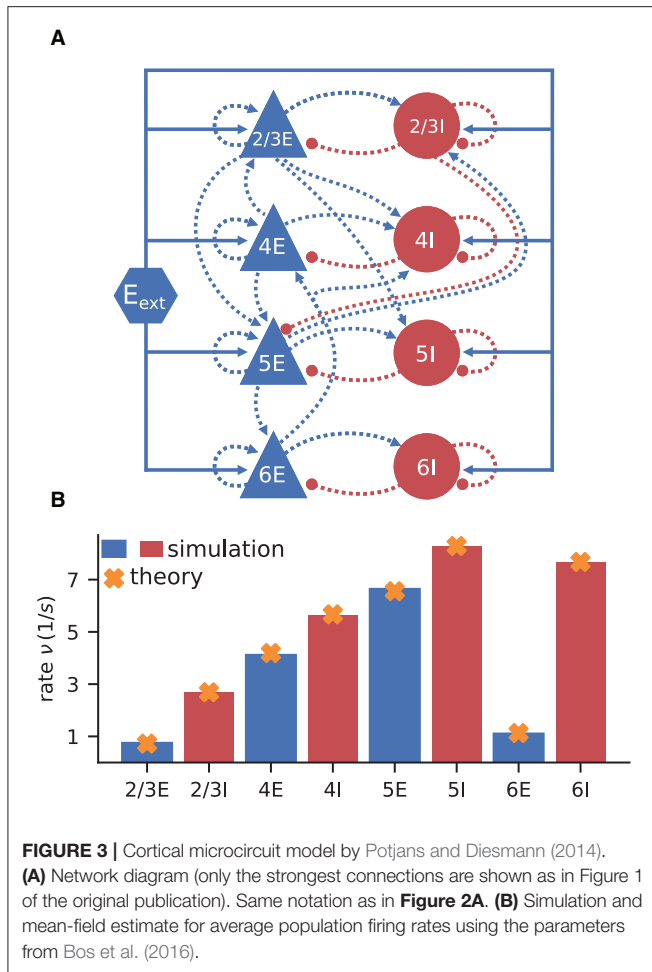 A
2/3E
2/3I
4E
4I
E_ext
5E
5I
6E
6I
B
simulation
theory
rate ν (1/s)
7
5
3
1
2/3E 2/3I 4E 4I 5E 5I 6E 6I
FIGURE 3 | Cortical microcircuit model by Potjans and Diesmann (2014).
(A) Network diagram (only the strongest connections are shown as in Figure 1
of the original publication). Same notation as in Figure 2A. (B) Simulation and
mean-field estimate for average population firing rates using the parameters
from Bos et al. (2016).